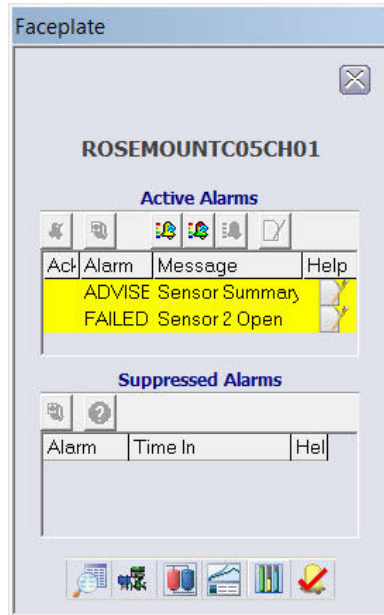 Faceplate
ROSEMOUNTC05CH01
Active Alarms
Ack Alarm Message Help
ADVISE Sensor Summary
FAILED Sensor 2 Open
Suppressed Alarms
Alarm Time In Hel